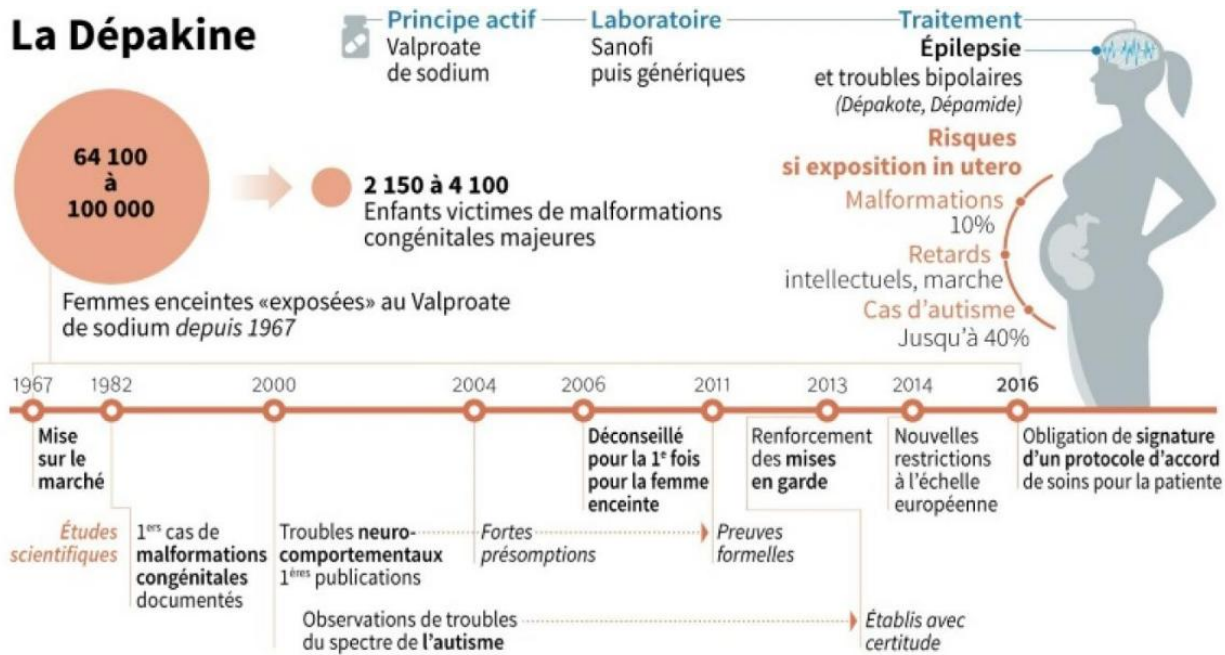 La Dépakine
Principe actif
Valproate
de sodium
Laboratoire
Sanofi
puis génériques
Traitement
Épilepsie
et troubles bipolaires
(Dépakote, Dépamide)
64 100
à
100 000
2 150 à 4 100
Enfants victimes de malformations
congénitales majeures
Femmes enceintes «exposées» au Valproate
de sodium depuis 1967
Risques
si exposition in utero
Malformations
10%
Retards
intellectuels, marche
Cas d'autisme
Jusqu'à 40%
1967
1982
2000
2004
2006
2011
2013
2014
2016
Mise
sur le
marché
Déconseillé
pour la 1e fois
pour la femme
enceinte
Renforcement
des mises
en garde
Nouvelles
restrictions
à l'échelle
européenne
Obligation de signature
d'un protocole d'accord
de soins pour la patiente
Études
scientifiques
1ers cas de
malformations
congénitales
documentés
Troubles neuro-
comportementaux
1ères publications
Fortes
présomptions
Preuves
formelles
Observations de troubles
du spectre de l'autisme
Établis avec
certitude